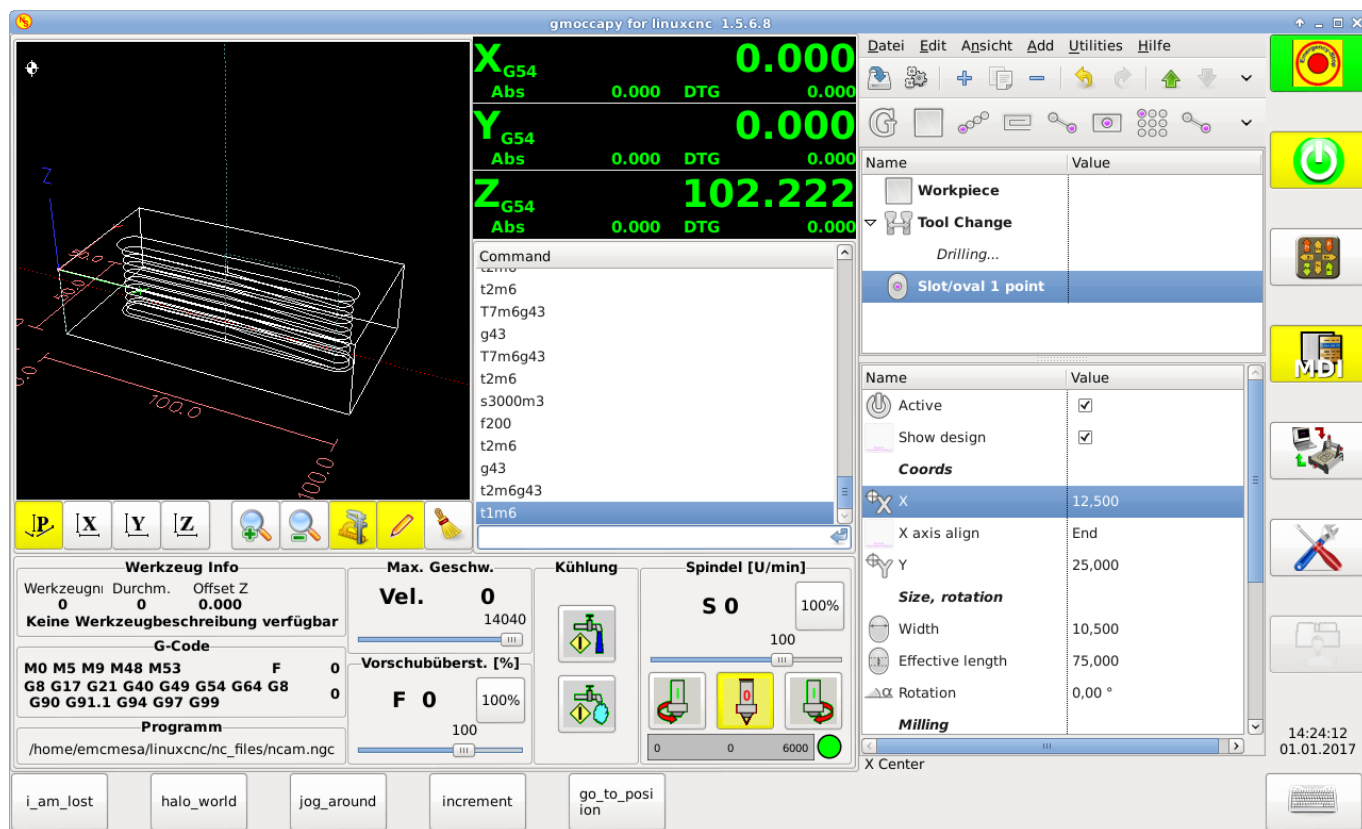 gmoccapy for linuxcnc 1.5.6.8
Z
50.0
100.0
100.0
X G54 0.000
Abs 0.000 DTG 0.000
Y G54 0.000
Abs 0.000 DTG 0.000
Z G54 102.222
Abs 0.000 DTG 0.000
Command
t2m6
t2m6
T7m6g43
g43
T7m6g43
t2m6
s3000m3
f200
t2m6
g43
t2m6g43
t1m6
P X Y Z
Werkzeug Info
Werkzeugnı Durchm. Offset Z
0 0 0.000
Keine Werkzeugbeschreibung verfügbar
G-Code
M0 M5 M9 M48 M53 F 0
G8 G17 G21 G40 G49 G54 G64 G8 0
G90 G91.1 G94 G97 G99
Programm
/home/emcmesa/linuxcnc/nc_files/ncam.ngc
Max. Geschw.
Vel. 0
14040
Vorschubüberst. [%]
F 0 100%
100
Kühlung
Spindel [U/min]
S 0 100%
100
0 0 6000
Datei Edit Ansicht Add Utilities Hilfe
Name Value
Workpiece
Tool Change
Drilling...
Slot/oval 1 point
Name Value
Active
Show design
Coords
X 12,500
X axis align End
Y 25,000
Size, rotation
Width 10,500
Effective length 75,000
Rotation 0,00 °
Milling
X Center
Emergency-Stop
MDI
14:24:12
01.01.2017
i_am_lost
halo_world
jog_around
increment
go_to_posi
ion